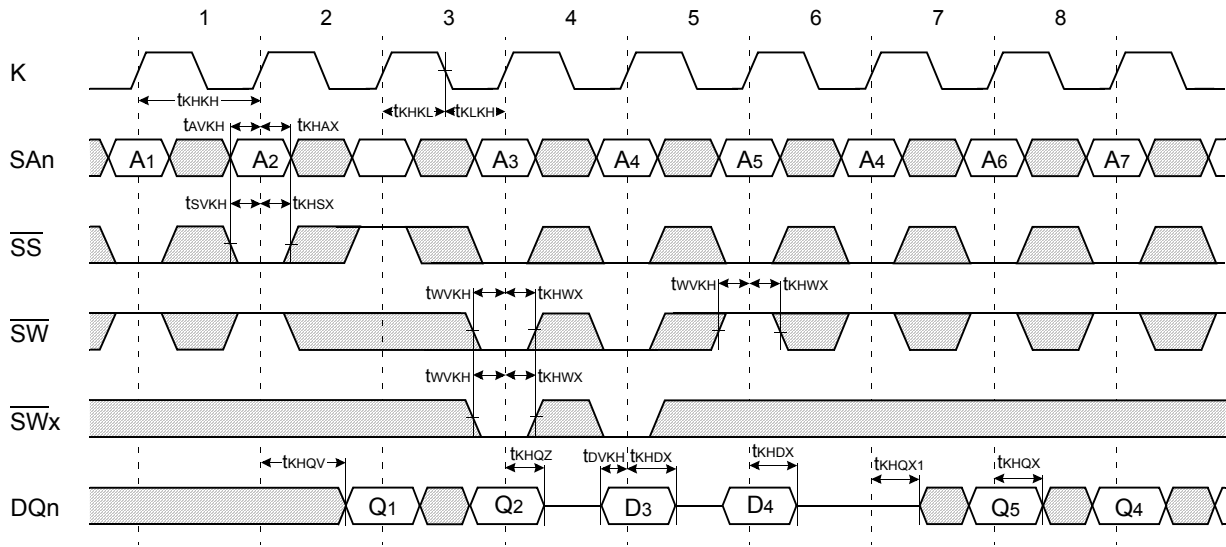 1 2 3 4 5 6 7 8
K
tKHKH tKHKL tKLKH
tAVKH tKHAX
SAn A1 A2 A3 A4 A5 A4 A6 A7
tSVKH tKHSX
SS
tWVKH tKHWX tWVKH tKHWX
SW
tWVKH tKHWX
SWx
tKHQV tKHQZ tDVKH tKHDX tKHDX tKHQX1 tKHQX
DQn Q1 Q2 D3 D4 Q5 Q4